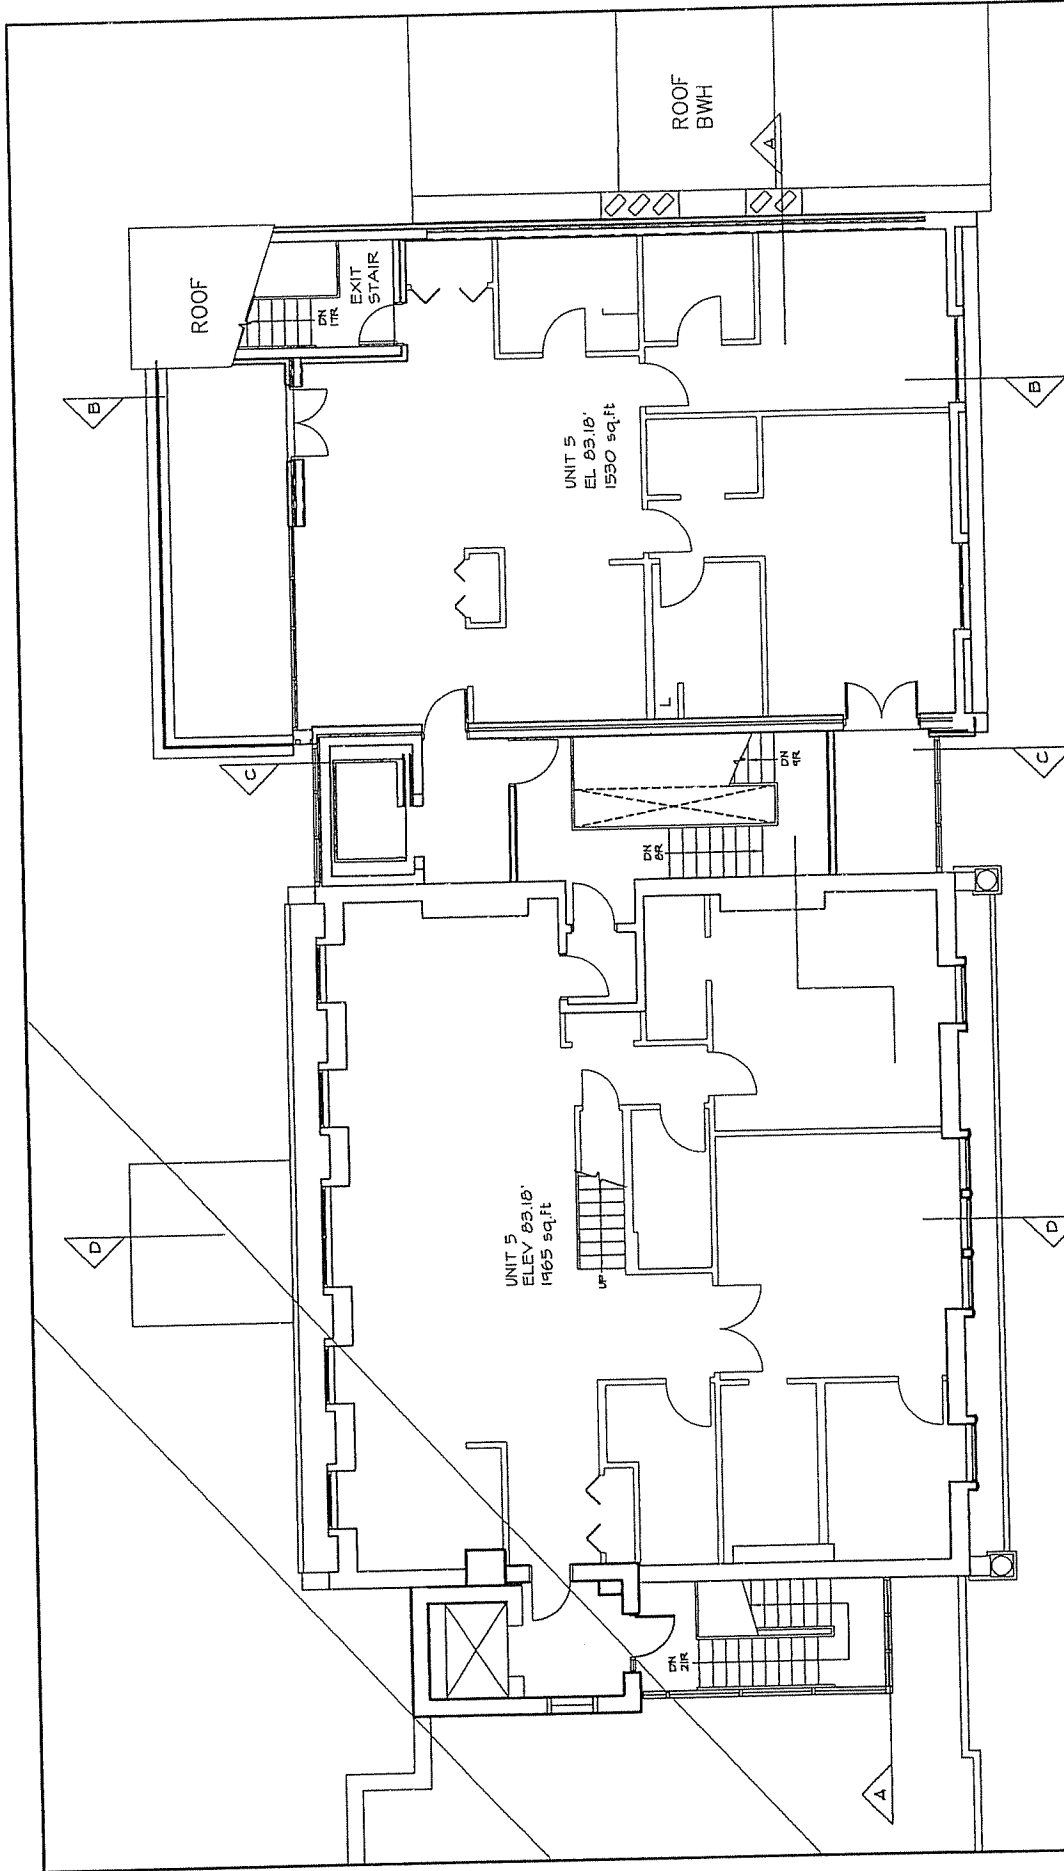 ROOF
BWH
A
ROOF
EXIT
STAIR
DN
17R
B
B
UNIT 5
EL 83.18'
1530 sq.ft
L
C
C
DN
9R
DN
8R
D
D
UNIT 5
ELEV 83.18'
1965 sq.ft
UP
DN
21R
A